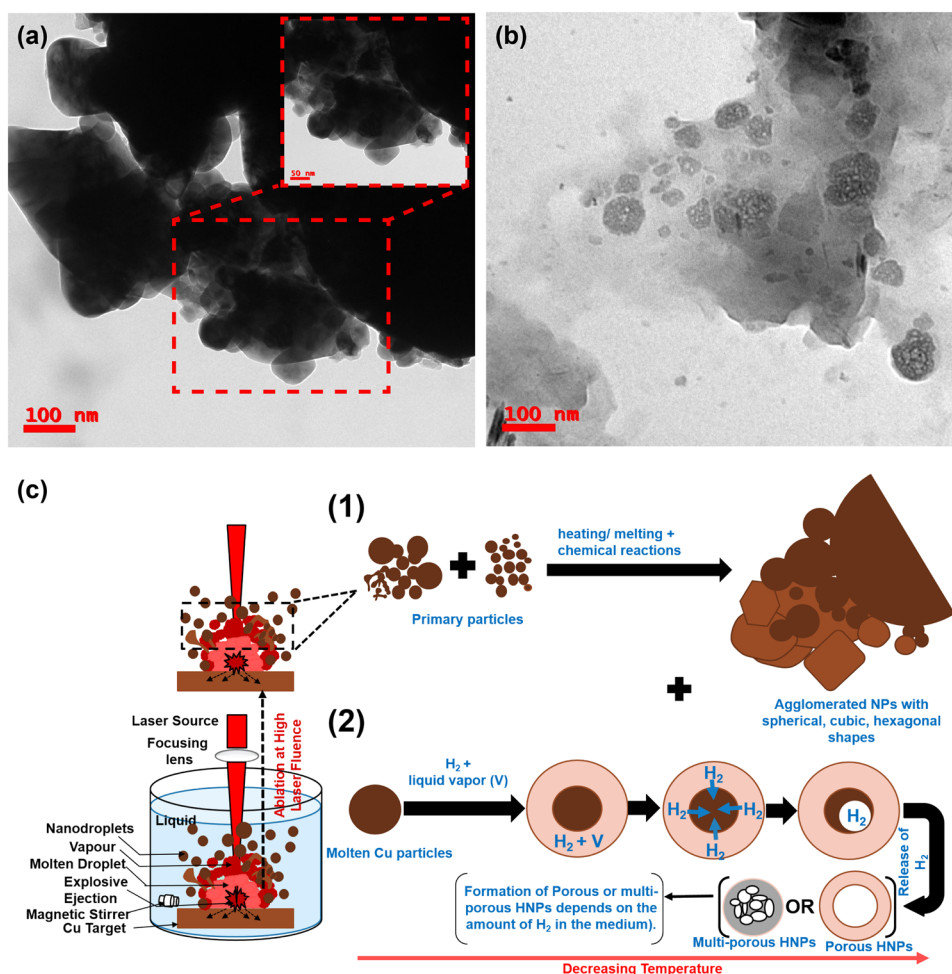 (a)
50 nm
100 nm
(b)
100 nm
(c)
(1)
heating/ melting +
chemical reactions
Primary particles
Agglomerated NPs with
spherical, cubic, hexagonal
shapes
Laser Source
Focusing
lens
Ablation at High
Laser Fluence
Liquid
Nanodroplets
Vapour
Molten Droplet
Explosive
Ejection
Magnetic Stirrer
Cu Target
(2)
H2 +
liquid vapor (V)
Molten Cu particles
H2 + V
H2
H2
H2
H2
H2
Release of
H2
Formation of Porous or multi-
porous HNPs depends on the
amount of H2 in the medium).
OR
Multi-porous HNPs
Porous HNPs
Decreasing Temperature